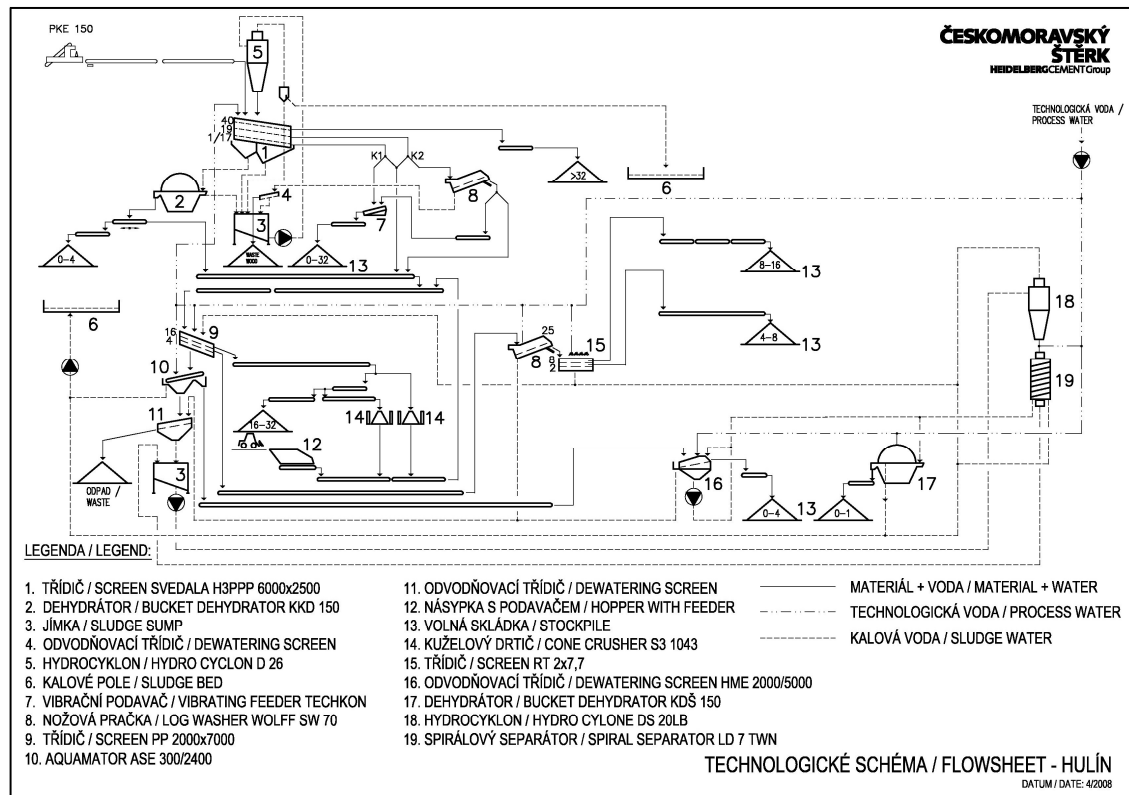 PKE 150
ČESKOMORAVSKÝ
ŠTĚRK
HEIDELBERGCEMENT Group
TECHNOLOGICKÁ VODA /
PROCESS WATER
5
40
19
1/17
1
K1
K2
>32
6
2
4
8
3
7
0-4
WASTE
WOOD
0-32
13
8-16
13
6
18
16
4
9
25
8
8
2
15
4-8
13
10
19
16-32
14
14
11
12
3
16
17
ODPAD /
WASTE
0-4
13
0-1
LEGENDA / LEGEND:
1. TŘÍDIČ / SCREEN SVEDALA H3PPP 6000x2500
2. DEHYDRÁTOR / BUCKET DEHYDRATOR KKD 150
3. JÍMKA / SLUDGE SUMP
4. ODVODŇOVACÍ TŘÍDIČ / DEWATERING SCREEN
5. HYDROCYKLON / HYDRO CYCLON D 26
6. KALOVÉ POLE / SLUDGE BED
7. VIBRAČNÍ PODAVAČ / VIBRATING FEEDER TECHKON
8. NOŽOVÁ PRAČKA / LOG WASHER WOLFF SW 70
9. TŘÍDIČ / SCREEN PP 2000x7000
10. AQUAMATOR ASE 300/2400
11. ODVODŇOVACÍ TŘÍDIČ / DEWATERING SCREEN
12. NÁSYPKA S PODAVAČEM / HOPPER WITH FEEDER
13. VOLNÁ SKLÁDKA / STOCKPILE
14. KUŽELOVÝ DRTIČ / CONE CRUSHER S3 1043
15. TŘÍDIČ / SCREEN RT 2x7,7
16. ODVODŇOVACÍ TŘÍDIČ / DEWATERING SCREEN HME 2000/5000
17. DEHYDRÁTOR / BUCKET DEHYDRATOR KDŠ 150
18. HYDROCYKLON / HYDRO CYLONE DS 20LB
19. SPIRÁLOVÝ SEPARÁTOR / SPIRAL SEPARATOR LD 7 TWN
MATERIÁL + VODA / MATERIAL + WATER
TECHNOLOGICKÁ VODA / PROCESS WATER
KALOVÁ VODA / SLUDGE WATER
TECHNOLOGICKÉ SCHÉMA / FLOWSHEET - HULÍN
DATUM / DATE: 4/2008